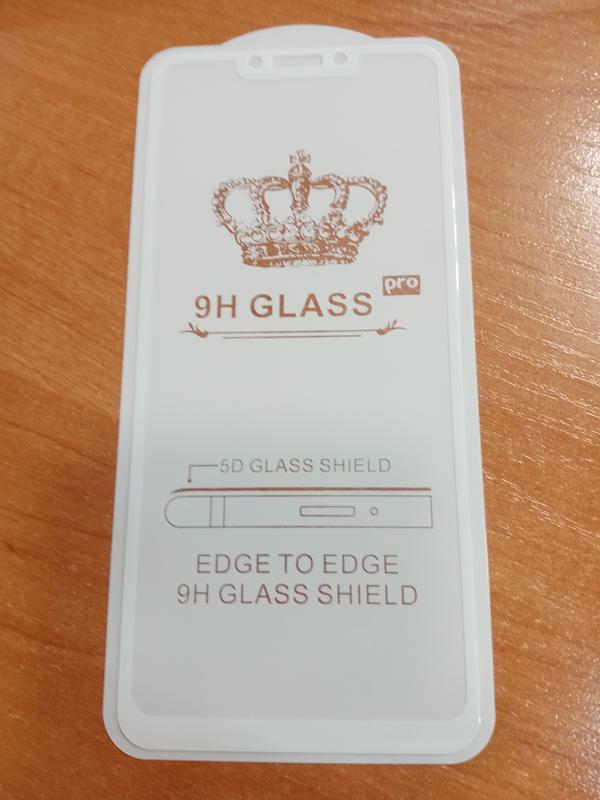 9H GLASS pro
5D GLASS SHIELD
EDGE TO EDGE
9H GLASS SHIELD